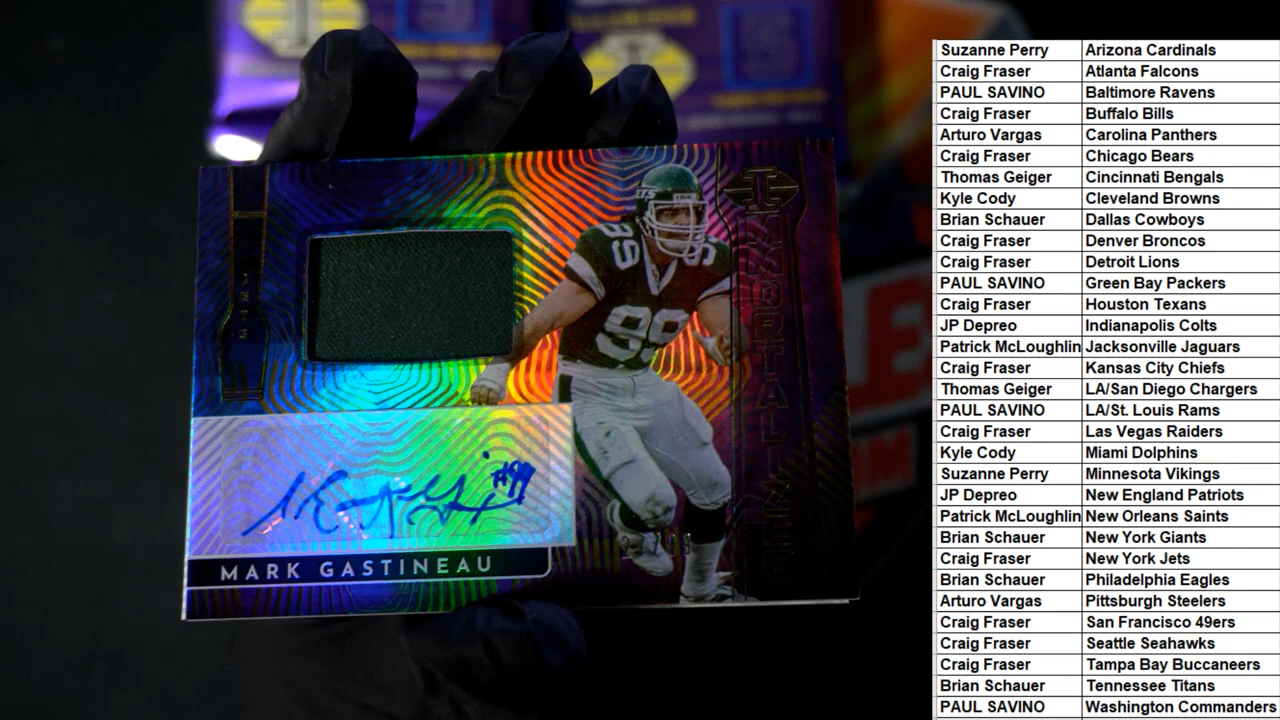 JETS
IMMORTALIZED
89
99
99
#99
MARK GASTINEAU
Suzanne Perry Arizona Cardinals
Craig Fraser Atlanta Falcons
PAUL SAVINO Baltimore Ravens
Craig Fraser Buffalo Bills
Arturo Vargas Carolina Panthers
Craig Fraser Chicago Bears
Thomas Geiger Cincinnati Bengals
Kyle Cody Cleveland Browns
Brian Schauer Dallas Cowboys
Craig Fraser Denver Broncos
Craig Fraser Detroit Lions
PAUL SAVINO Green Bay Packers
Craig Fraser Houston Texans
JP Depreo Indianapolis Colts
Patrick McLoughlin Jacksonville Jaguars
Craig Fraser Kansas City Chiefs
Thomas Geiger LA/San Diego Chargers
PAUL SAVINO LA/St. Louis Rams
Craig Fraser Las Vegas Raiders
Kyle Cody Miami Dolphins
Suzanne Perry Minnesota Vikings
JP Depreo New England Patriots
Patrick McLoughlin New Orleans Saints
Brian Schauer New York Giants
Craig Fraser New York Jets
Brian Schauer Philadelphia Eagles
Arturo Vargas Pittsburgh Steelers
Craig Fraser San Francisco 49ers
Craig Fraser Seattle Seahawks
Craig Fraser Tampa Bay Buccaneers
Brian Schauer Tennessee Titans
PAUL SAVINO Washington Commanders